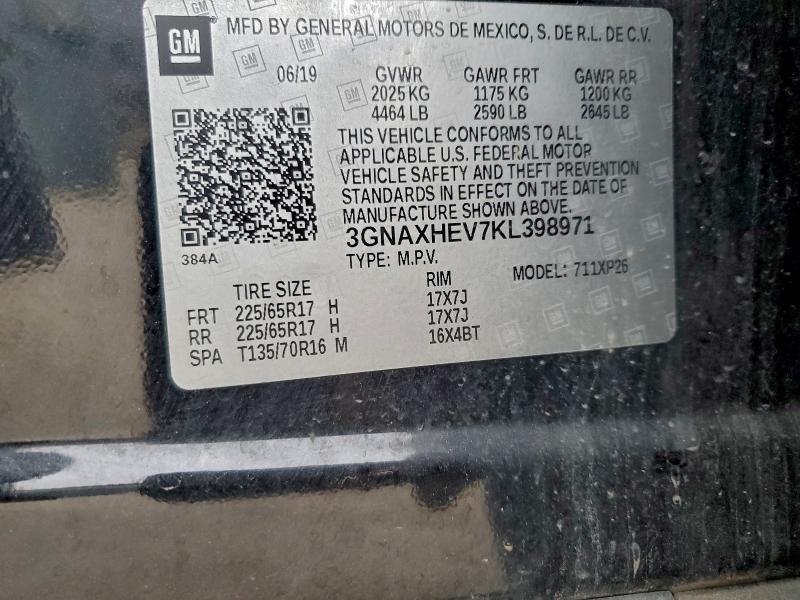 GM MFD BY GENERAL MOTORS DE MEXICO, S. DE R.L. DE C.V.
06/19 GVWR GAWR FRT GAWR RR
2025 KG 1175 KG 1200 KG
4464 LB 2590 LB 2645 LB
THIS VEHICLE CONFORMS TO ALL
APPLICABLE U.S. FEDERAL MOTOR
VEHICLE SAFETY AND THEFT PREVENTION
STANDARDS IN EFFECT ON THE DATE OF
MANUFACTURE SHOWN ABOVE.
3GNAXHEV7KL398971
384A
TYPE: M.P.V. MODEL: 711XP26
TIRE SIZE RIM
FRT 225/65R17 H 17X7J
RR 225/65R17 H 17X7J
SPA T135/70R16 M 16X4BT